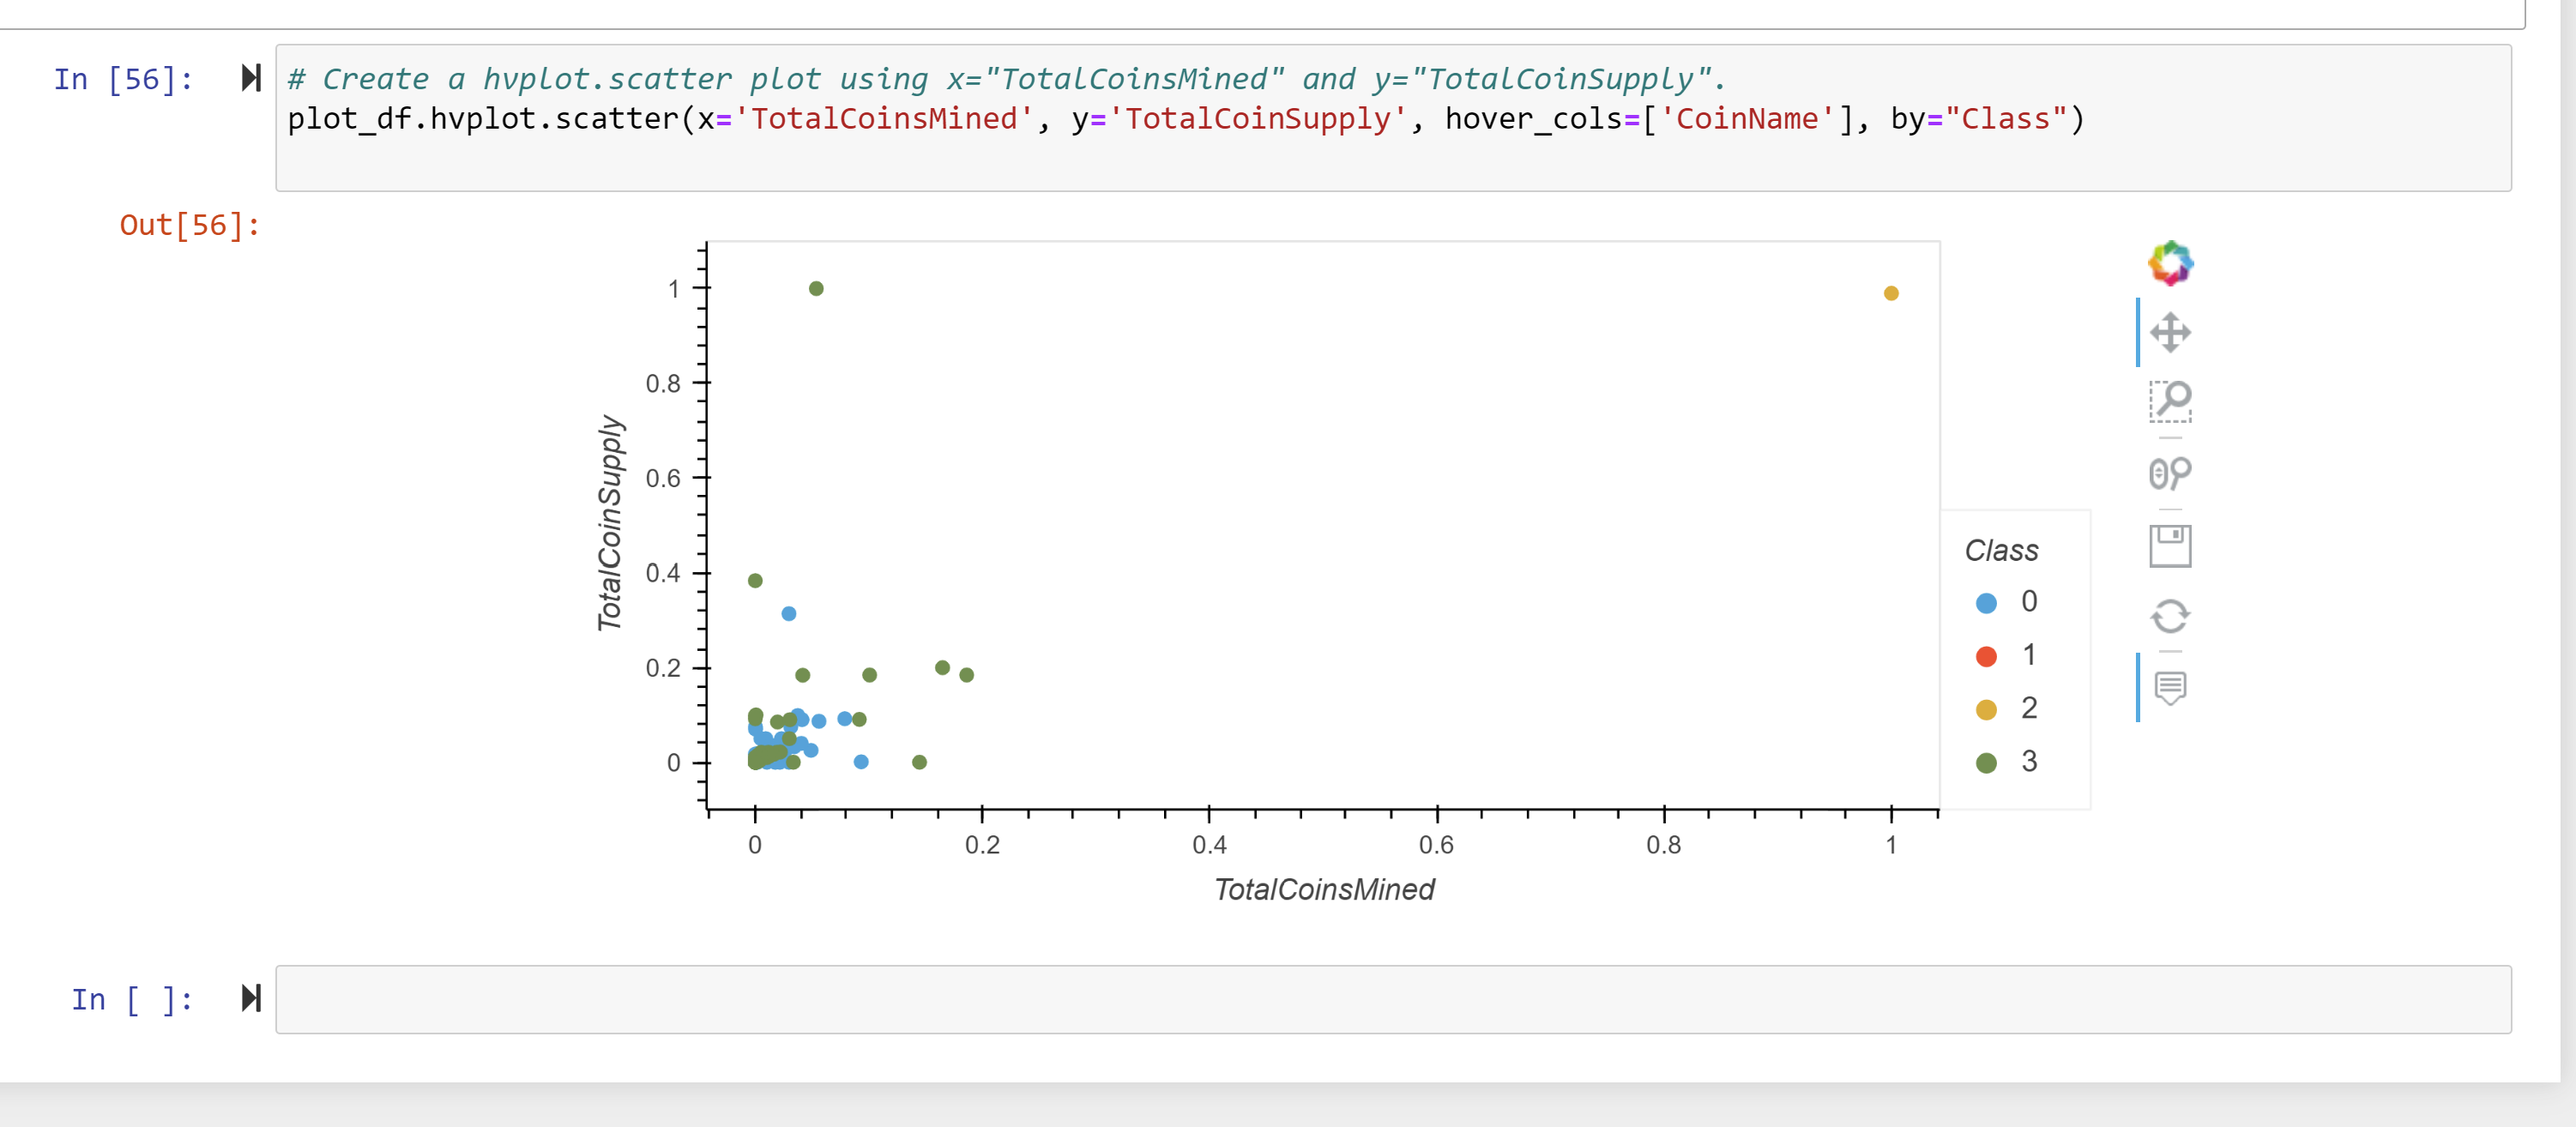 In [56]:
# Create a hvplot.scatter plot using x="TotalCoinsMined" and y="TotalCoinSupply".
plot_df.hvplot.scatter(x='TotalCoinsMined', y='TotalCoinSupply', hover_cols=['CoinName'], by="Class")
Out[56]:
TotalCoinSupply
1
0.8
0.6
0.4
0.2
0
0 0.2 0.4 0.6 0.8 1
TotalCoinsMined
Class
0
1
2
3
In [ ]: